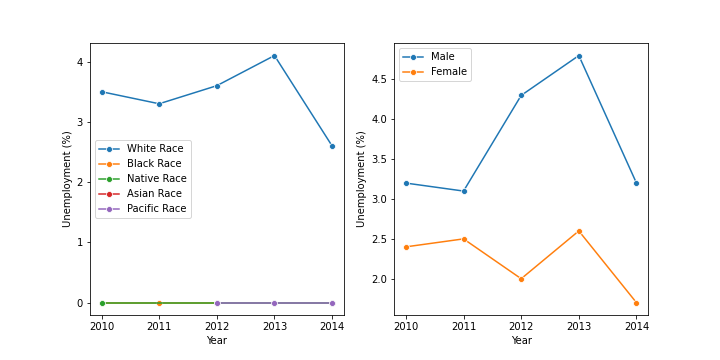 Unemployment (%)
4
3
2
1
0
White Race
Black Race
Native Race
Asian Race
Pacific Race
2010 2011 2012 2013 2014
Year
Unemployment (%)
4.5
4.0
3.5
3.0
2.5
2.0
Male
Female
2010 2011 2012 2013 2014
Year